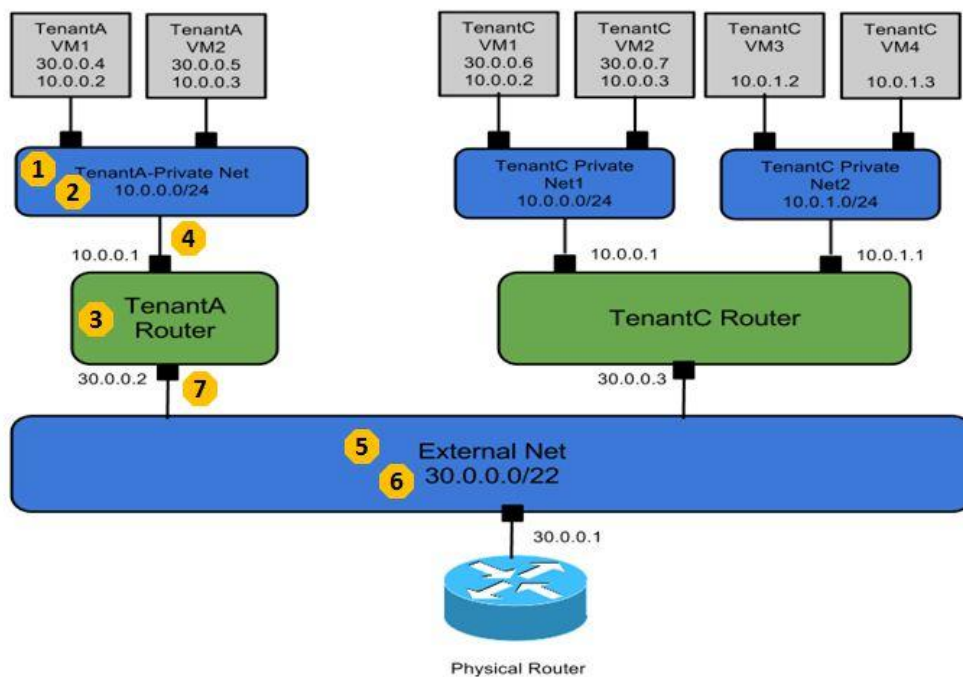 TenantA
VM1
30.0.0.4
10.0.0.2
TenantA
VM2
30.0.0.5
10.0.0.3
TenantC
VM1
30.0.0.6
10.0.0.2
TenantC
VM2
30.0.0.7
10.0.0.3
TenantC
VM3
10.0.1.2
TenantC
VM4
10.0.1.3
1
2
TenantA-Private Net
10.0.0.0/24
TenantC Private
Net1
10.0.0.0/24
TenantC Private
Net2
10.0.1.0/24
4
10.0.0.1
10.0.0.1
10.0.1.1
3
TenantA
Router
TenantC Router
30.0.0.2
7
30.0.0.3
5
6
External Net
30.0.0.0/22
30.0.0.1
Physical Router